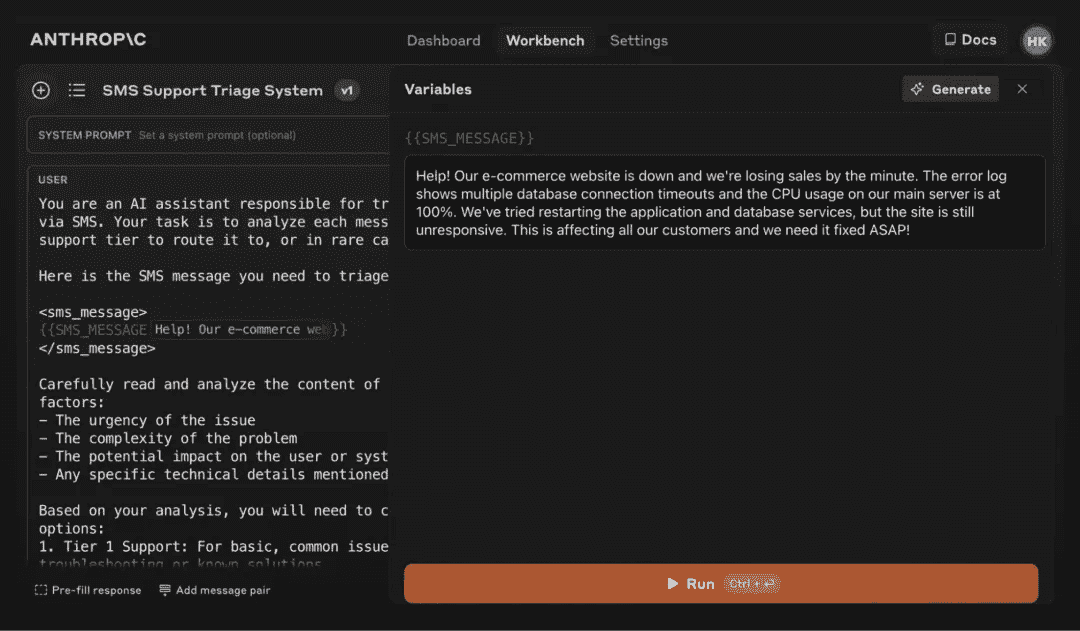 ANTHROP\C
Dashboard Workbench Settings
Docs
HK
SMS Support Triage System v1
SYSTEM PROMPT Set a system prompt (optional)
USER
You are an AI assistant responsible for tr
via SMS. Your task is to analyze each mess
support tier to route it to, or in rare ca
Here is the SMS message you need to triage
<sms_message>
{{SMS_MESSAGE Help! Our e-commerce web}}
</sms_message>
Carefully read and analyze the content of
factors:
- The urgency of the issue
- The complexity of the problem
- The potential impact on the user or syst
- Any specific technical details mentioned
Based on your analysis, you will need to c
options:
1. Tier 1 Support: For basic, common issue
troubleshooting or known solutions
Pre-fill response Add message pair
Variables
Generate
{{SMS_MESSAGE}}
Help! Our e-commerce website is down and we're losing sales by the minute. The error log
shows multiple database connection timeouts and the CPU usage on our main server is at
100%. We've tried restarting the application and database services, but the site is still
unresponsive. This is affecting all our customers and we need it fixed ASAP!
Run Ctrl + ↵